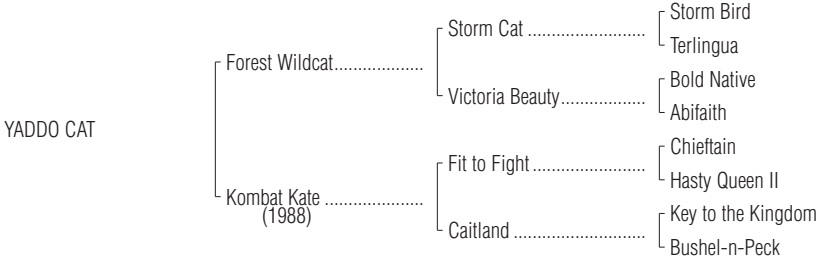 Storm Bird
Storm Cat ..........................
Terlingua
Forest Wildcat...................
Bold Native
Victoria Beauty..................
Abifaith
YADDO CAT
Chieftain
Fit to Fight ........................
Hasty Queen II
Kombat Kate .....................
(1988)
Key to the Kingdom
Caitland ............................
Bushel-n-Peck